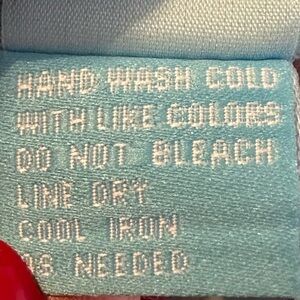 HAND WASH COLD
WITH LIKE COLORS
DO NOT BLEACH
LINE DRY
COOL IRON
AS NEEDED